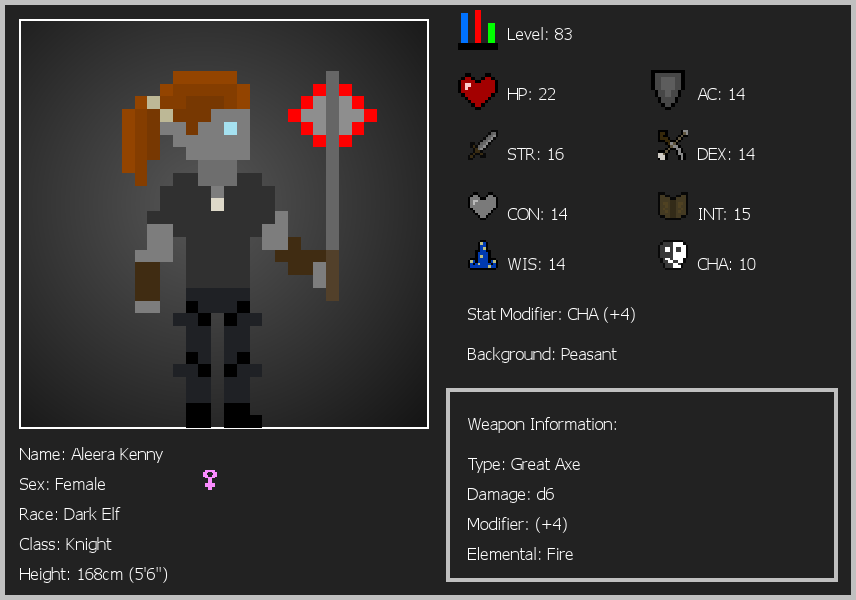 Level: 83
HP: 22
AC: 14
STR: 16
DEX: 14
CON: 14
INT: 15
WIS: 14
CHA: 10
Stat Modifier: CHA (+4)
Background: Peasant
Weapon Information:
Type: Great Axe
Damage: d6
Modifier: (+4)
Elemental: Fire
Name: Aleera Kenny
Sex: Female
Race: Dark Elf
Class: Knight
Height: 168cm (5'6")